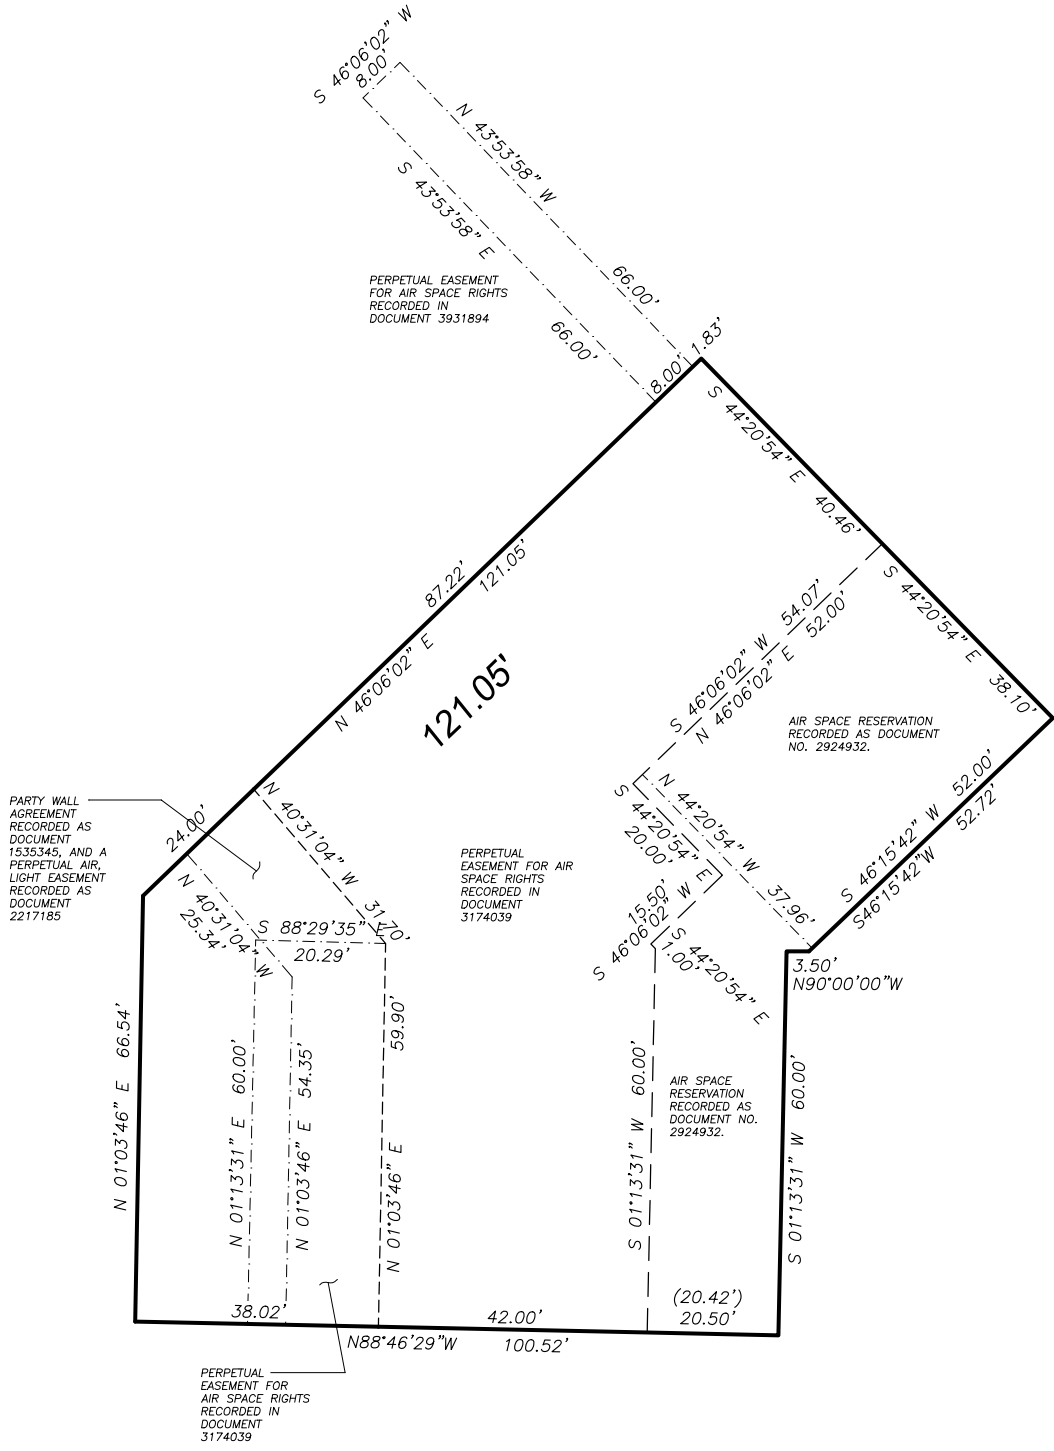 S 46°06'02" W
8.00'
N 43°53'58" W
66.00'
S 43°53'58" E
66.00'
PERPETUAL EASEMENT
FOR AIR SPACE RIGHTS
RECORDED IN
DOCUMENT 3931894
8.00'
1.83'
S 44°20'54" E
40.46'
S 44°20'54" E
38.10'
87.22'
121.05'
N 46°06'02" E
121.05'
S 46°06'02" W
54.07'
N 46°06'02" E
52.00'
AIR SPACE RESERVATION
RECORDED AS DOCUMENT
NO. 2924932.
S 46°15'42" W
52.00'
S46°15'42"W
52.72'
N 44°20'54" W
37.96'
S 44°20'54" E
20.00'
15.50'
S 46°06'02" W
S 44°20'54" E
1.00'
3.50'
N90°00'00"W
PARTY WALL
AGREEMENT
RECORDED AS
DOCUMENT
1535345, AND A
PERPETUAL AIR,
LIGHT EASEMENT
RECORDED AS
DOCUMENT
2217185
24.00'
N 40°31'04" W
31.70'
N 40°31'04" W
25.34'
S 88°29'35" E
20.29'
PERPETUAL
EASEMENT FOR AIR
SPACE RIGHTS
RECORDED IN
DOCUMENT
3174039
N 01°03'46" E 66.54'
N 01°13'31" E 60.00'
N 01°03'46" E 54.35'
N 01°03'46" E
59.90'
S 01°13'31" W 60.00'
AIR SPACE
RESERVATION
RECORDED AS
DOCUMENT NO.
2924932.
S 01°13'31" W 60.00'
38.02'
42.00'
(20.42')
20.50'
N88°46'29"W
100.52'
PERPETUAL
EASEMENT FOR
AIR SPACE RIGHTS
RECORDED IN
DOCUMENT
3174039